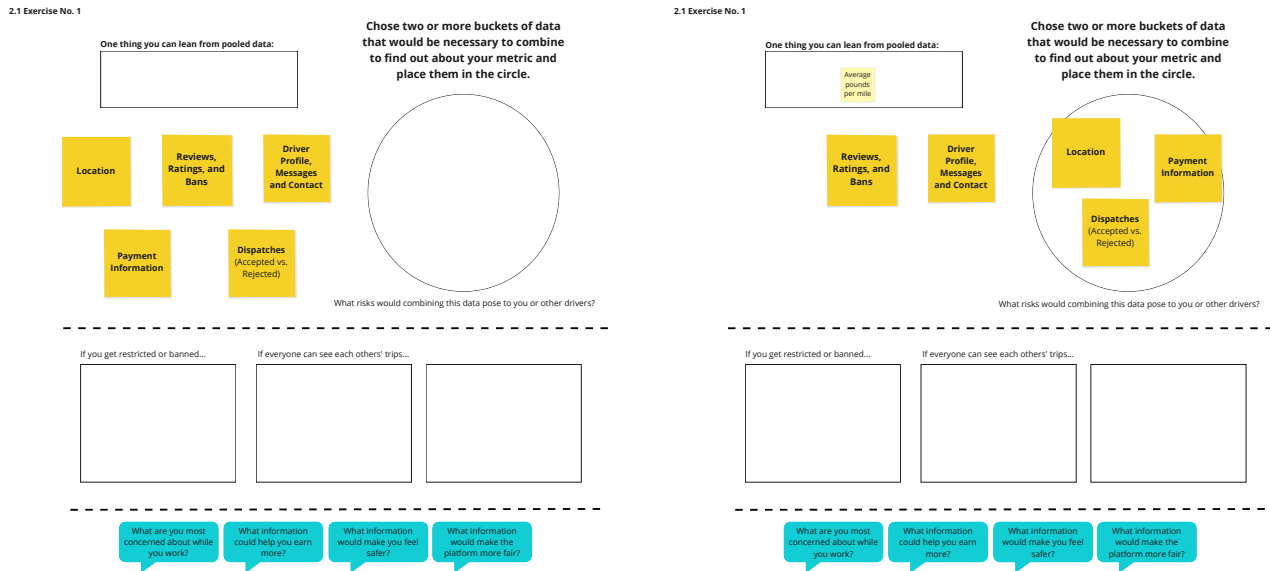 2.1 Exercise No. 1
Chose two or more buckets of data
that would be necessary to combine
to find out about your metric and
place them in the circle.
One thing you can lean from pooled data:
Location
Reviews,
Ratings, and
Bans
Driver
Profile,
Messages
and Contact
Payment
Information
Dispatches
(Accepted vs.
Rejected)
What risks would combining this data pose to you or other drivers?
If you get restricted or banned...
If everyone can see each others' trips...
What are you most
concerned about while
you work?
What information
could help you earn
more?
What information
would make you feel
safer?
What information
would make the
platform more fair?
2.1 Exercise No. 1
Chose two or more buckets of data
that would be necessary to combine
to find out about your metric and
place them in the circle.
One thing you can lean from pooled data:
Average
pounds
per mile
Reviews,
Ratings, and
Bans
Driver
Profile,
Messages
and Contact
Location
Payment
Information
Dispatches
(Accepted vs.
Rejected)
What risks would combining this data pose to you or other drivers?
If you get restricted or banned...
If everyone can see each others' trips...
What are you most
concerned about while
you work?
What information
could help you earn
more?
What information
would make you feel
safer?
What information
would make the
platform more fair?